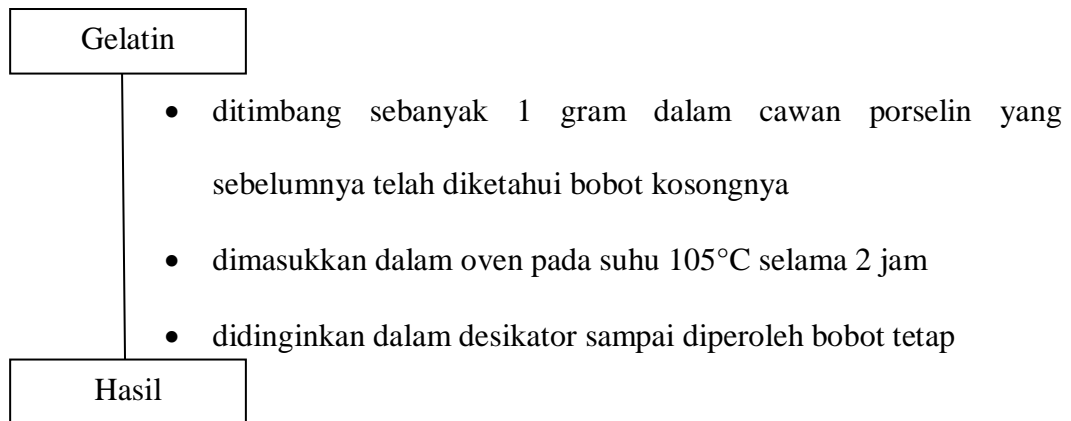 Gelatin
• ditimbang sebanyak 1 gram dalam cawan porselin yang
sebelumnya telah diketahui bobot kosongnya
• dimasukkan dalam oven pada suhu 105°C selama 2 jam
• didinginkan dalam desikator sampai diperoleh bobot tetap
Hasil